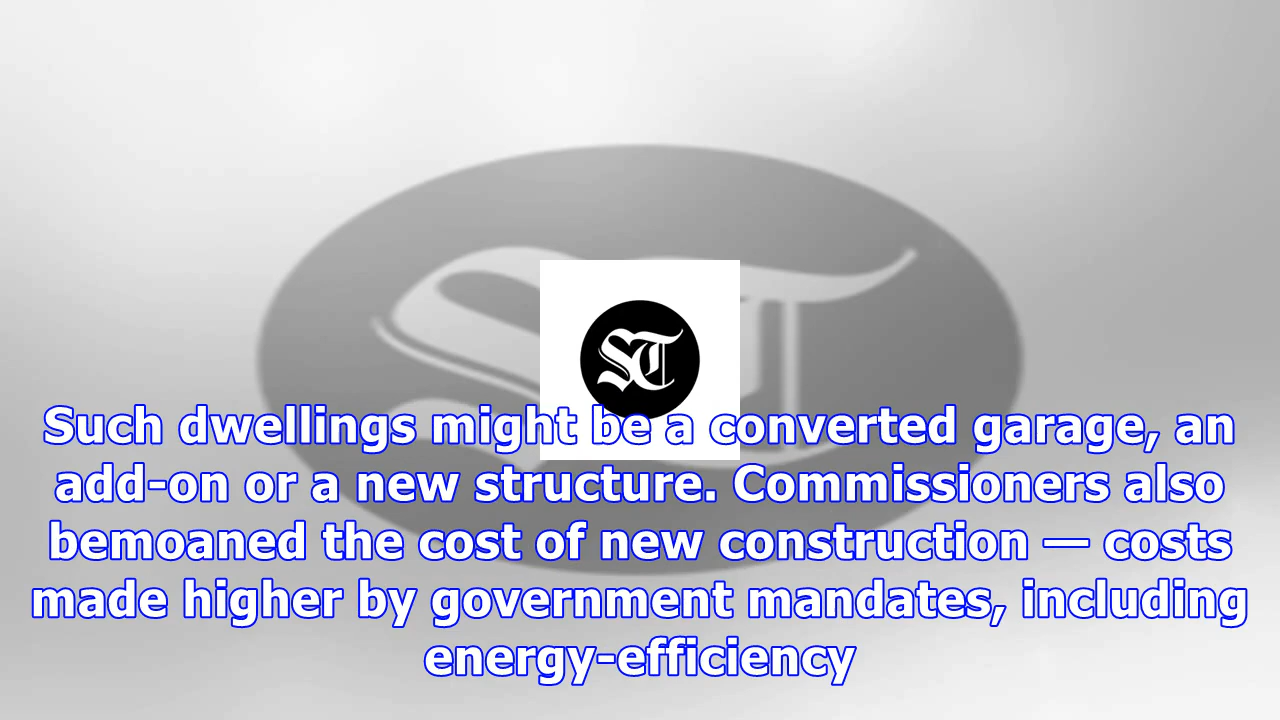 ST
Such dwellings might be a converted garage, an
add-on or a new structure. Commissioners also
bemoaned the cost of new construction — costs
made higher by government mandates, including
energy-efficiency